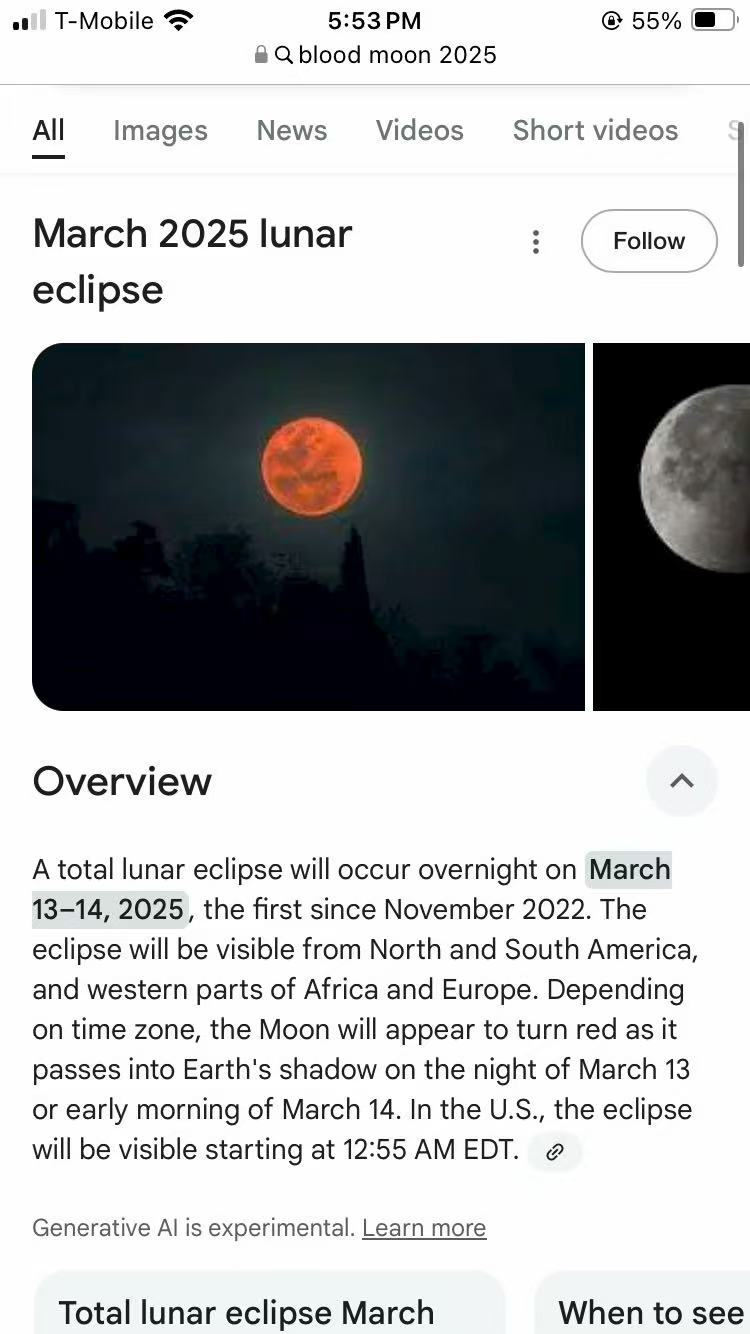 T-Mobile 5:53 PM 55%
blood moon 2025
All Images News Videos Short videos S
March 2025 lunar
eclipse
Follow
Overview
A total lunar eclipse will occur overnight on March
13–14, 2025, the first since November 2022. The
eclipse will be visible from North and South America,
and western parts of Africa and Europe. Depending
on time zone, the Moon will appear to turn red as it
passes into Earth's shadow on the night of March 13
or early morning of March 14. In the U.S., the eclipse
will be visible starting at 12:55 AM EDT.
Generative AI is experimental. Learn more
Total lunar eclipse March When to see